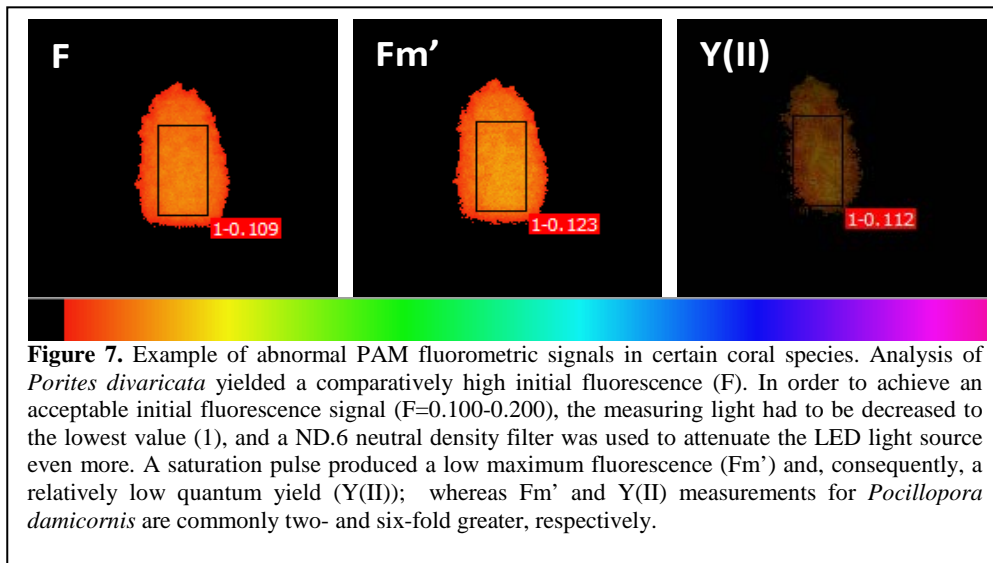 F Fm’ Y(II)
1-0.109 1-0.123 1-0.112
Figure 7. Example of abnormal PAM fluorometric signals in certain coral species. Analysis of
Porites divaricata yielded a comparatively high initial fluorescence (F). In order to achieve an
acceptable initial fluorescence signal (F=0.100-0.200), the measuring light had to be decreased to
the lowest value (1), and a ND.6 neutral density filter was used to attenuate the LED light source
even more. A saturation pulse produced a low maximum fluorescence (Fm’) and, consequently, a
relatively low quantum yield (Y(II)); whereas Fm’ and Y(II) measurements for Pocillopora
damicornis are commonly two- and six-fold greater, respectively.